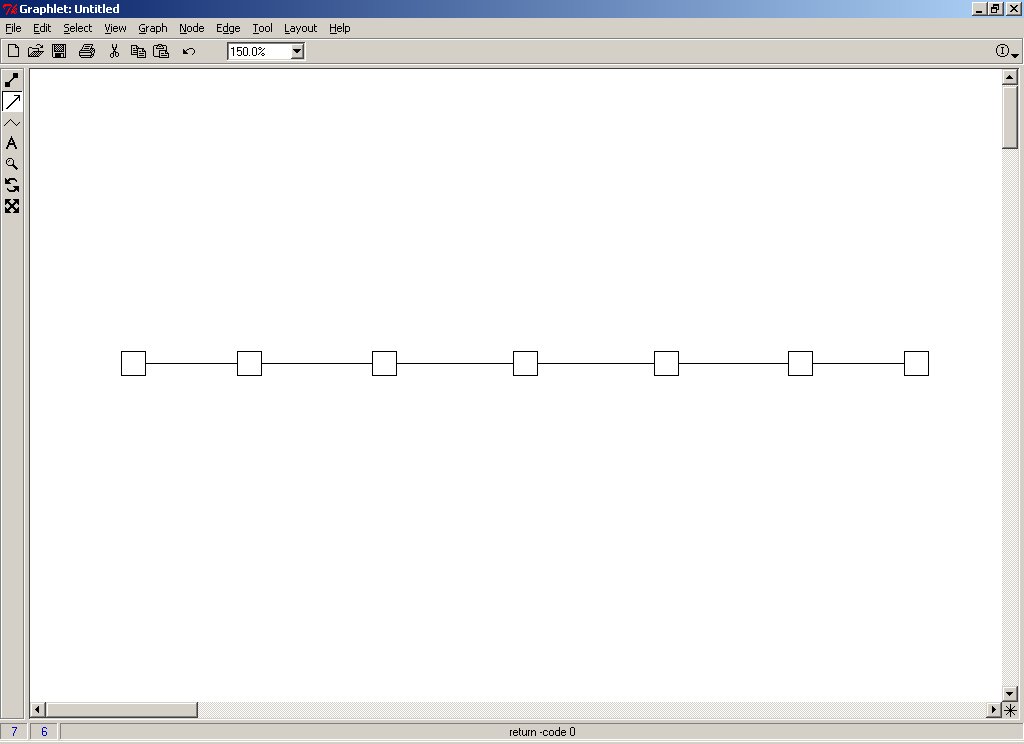 Graphlet: Untitled
File Edit Select View Graph Node Edge Tool Layout Help
150.0%
A
7 6 return -code 0